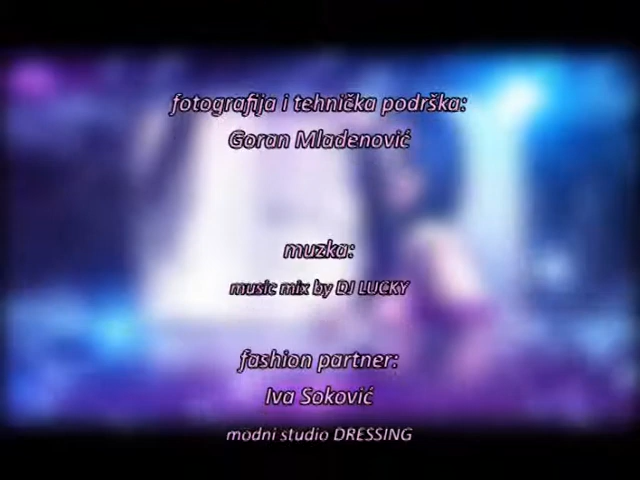 fotografija i tehnička podrška:
Goran Mladenović
muzka:
music mix by DJ LUCKY
fashion partner:
Iva Soković
modni studio DRESSING